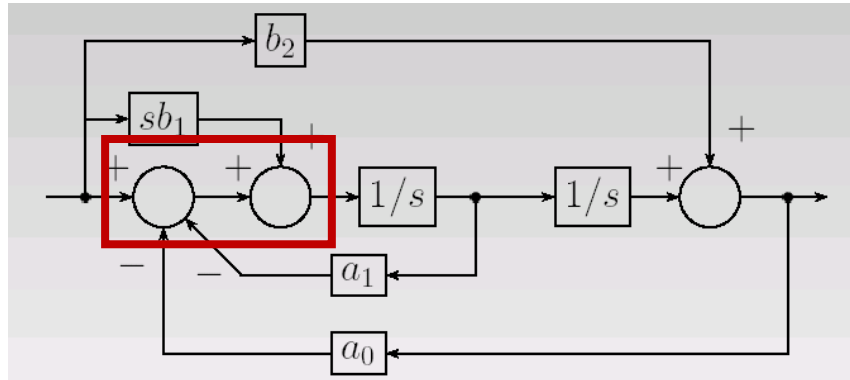 b₂
+
sb₁
+
+
+
1/s
1/s
+
−
−
a₁
a₀